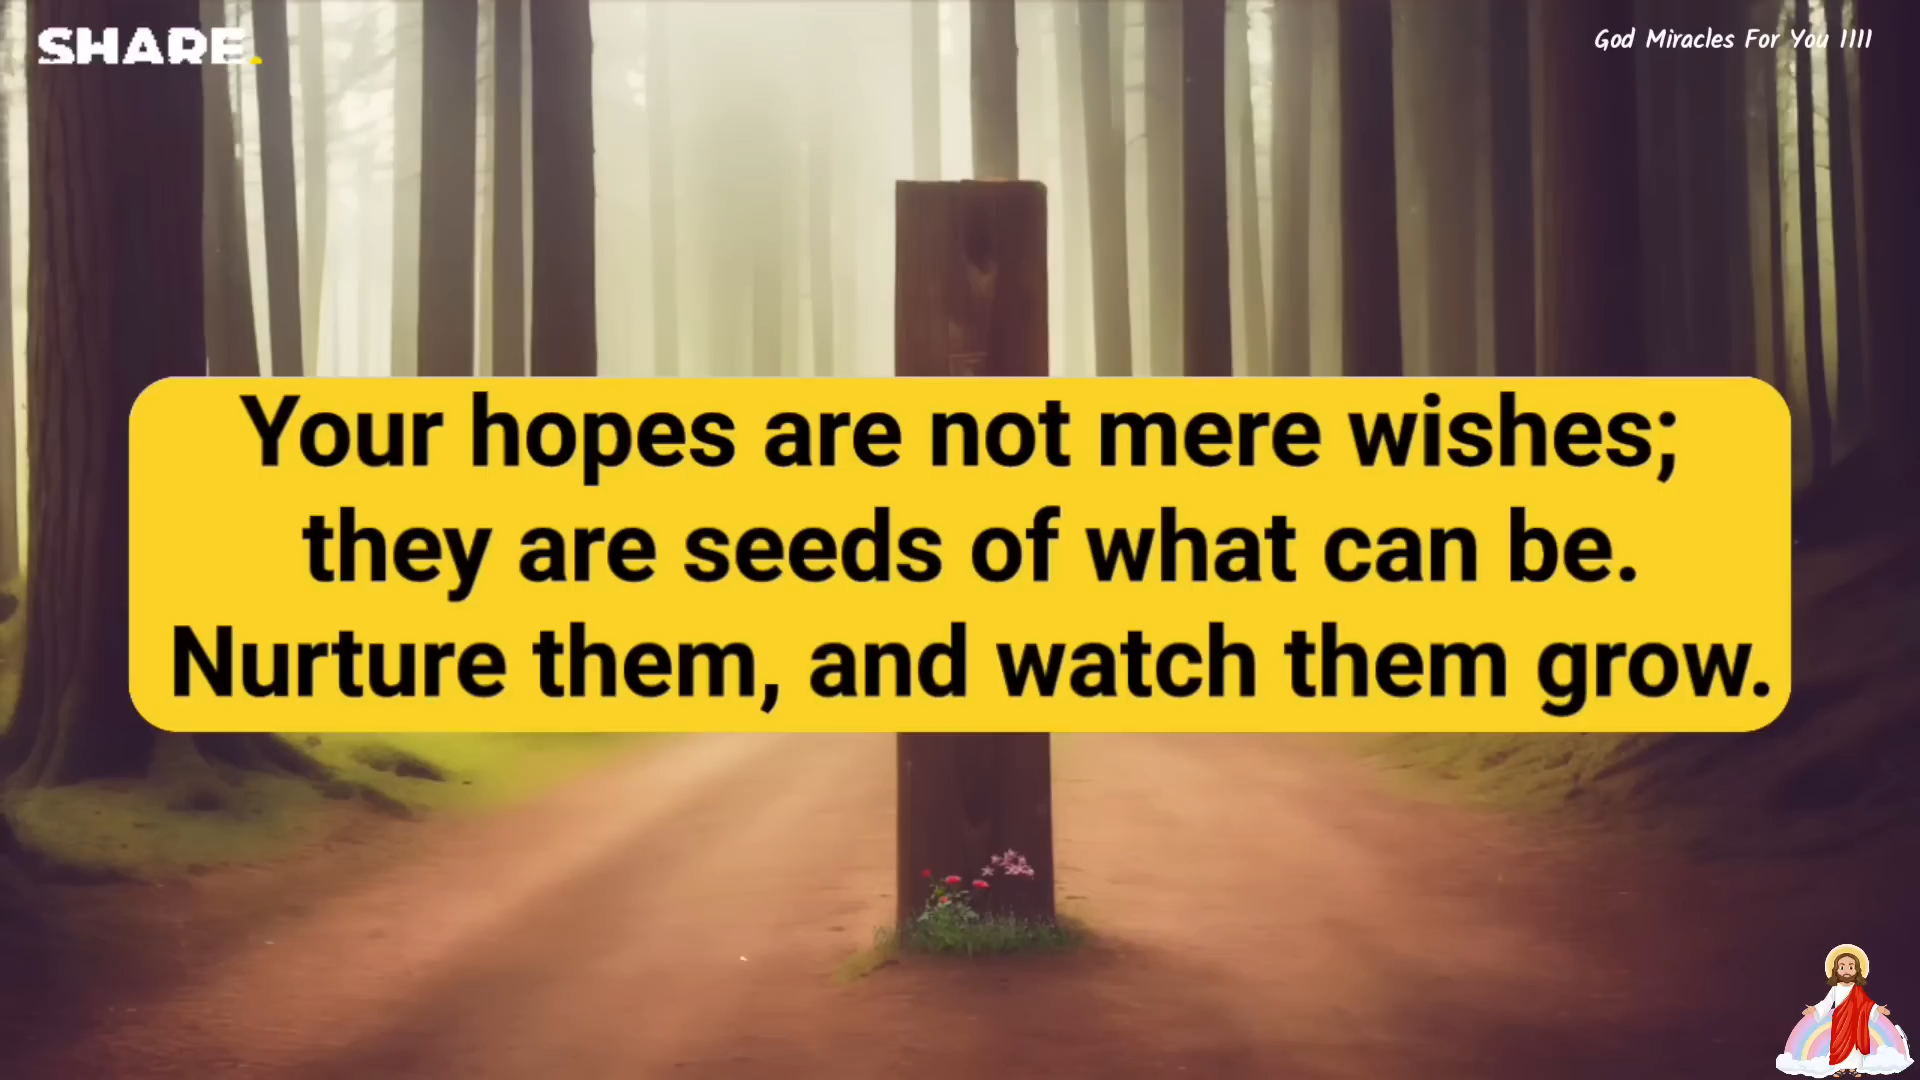 SHARE.
God Miracles For You 1111
Your hopes are not mere wishes;
they are seeds of what can be.
Nurture them, and watch them grow.